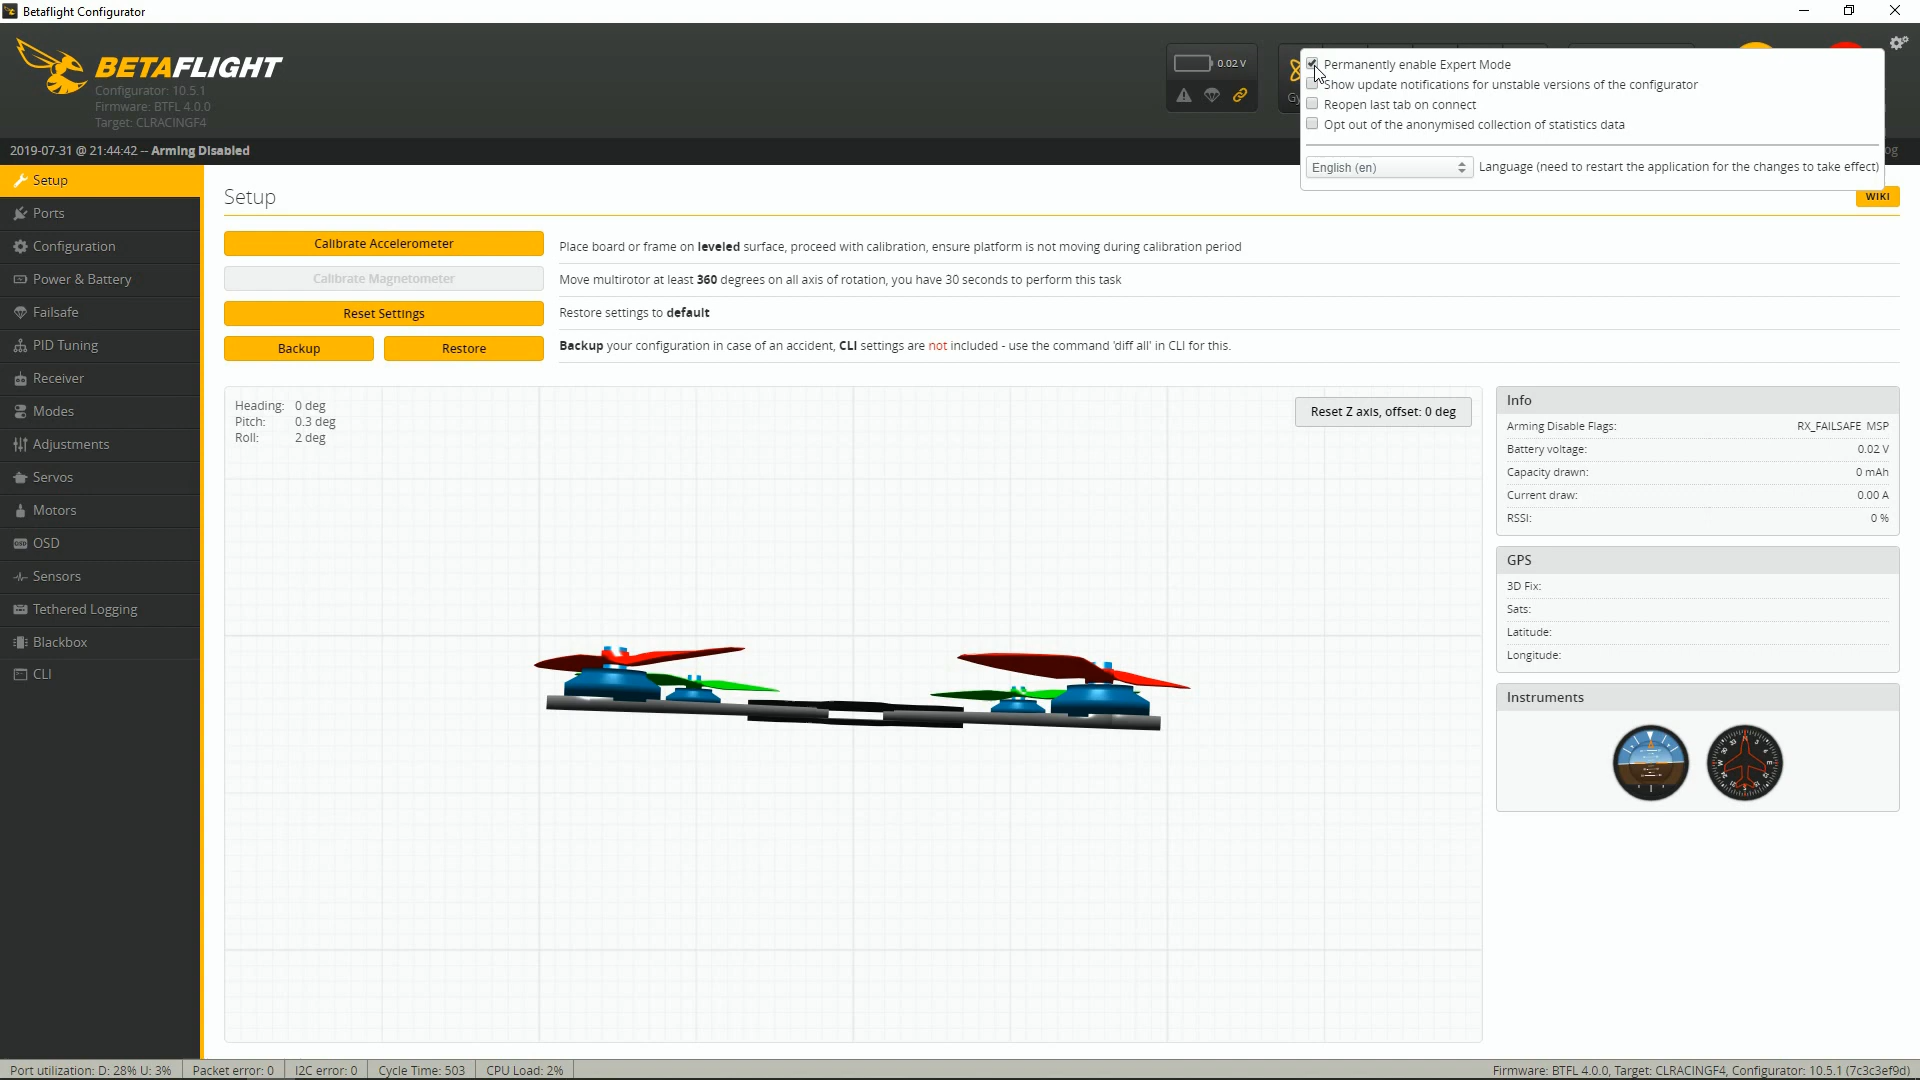 Betaflight Configurator
BETAFLIGHT
Configurator: 10.5.1
Firmware: BTFL 4.0.0
Target: CLRACINGF4
0.02 V
Permanently enable Expert Mode
Show update notifications for unstable versions of the configurator
Reopen last tab on connect
Opt out of the anonymised collection of statistics data
English (en) Language (need to restart the application for the changes to take effect)
2019-07-31 @ 21:44:42 -- Arming Disabled
Setup
Ports
Configuration
Power & Battery
Failsafe
PID Tuning
Receiver
Modes
Adjustments
Servos
Motors
OSD
Sensors
Tethered Logging
Blackbox
CLI
Setup
WIKI
Calibrate Accelerometer Place board or frame on leveled surface, proceed with calibration, ensure platform is not moving during calibration period
Calibrate Magnetometer Move multirotor at least 360 degrees on all axis of rotation, you have 30 seconds to perform this task
Reset Settings Restore settings to default
Backup Restore Backup your configuration in case of an accident, CLI settings are not included - use the command 'diff all' in CLI for this.
Heading: 0 deg
Pitch: 0.3 deg
Roll: 2 deg
Reset Z axis, offset: 0 deg
Info
Arming Disable Flags: RX_FAILSAFE MSP
Battery voltage: 0.02 V
Capacity drawn: 0 mAh
Current draw: 0.00 A
RSSI: 0 %
GPS
3D Fix:
Sats:
Latitude:
Longitude:
Instruments
Port utilization: D: 28% U: 3% Packet error: 0 I2C error: 0 Cycle Time: 503 CPU Load: 2% Firmware: BTFL 4.0.0, Target: CLRACINGF4, Configurator: 10.5.1 (7c3c3ef9d)